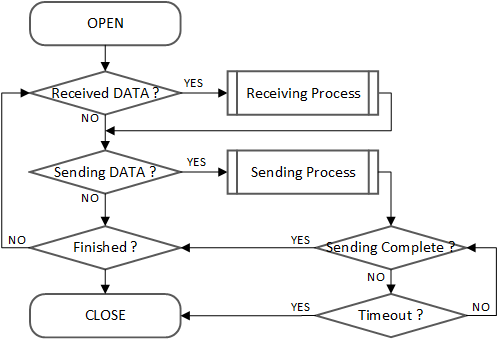 OPEN
Received DATA ?
YES
Receiving Process
NO
Sending DATA ?
YES
Sending Process
NO
Finished ?
YES
Sending Complete ?
NO
NO
CLOSE
YES
Timeout ?
NO